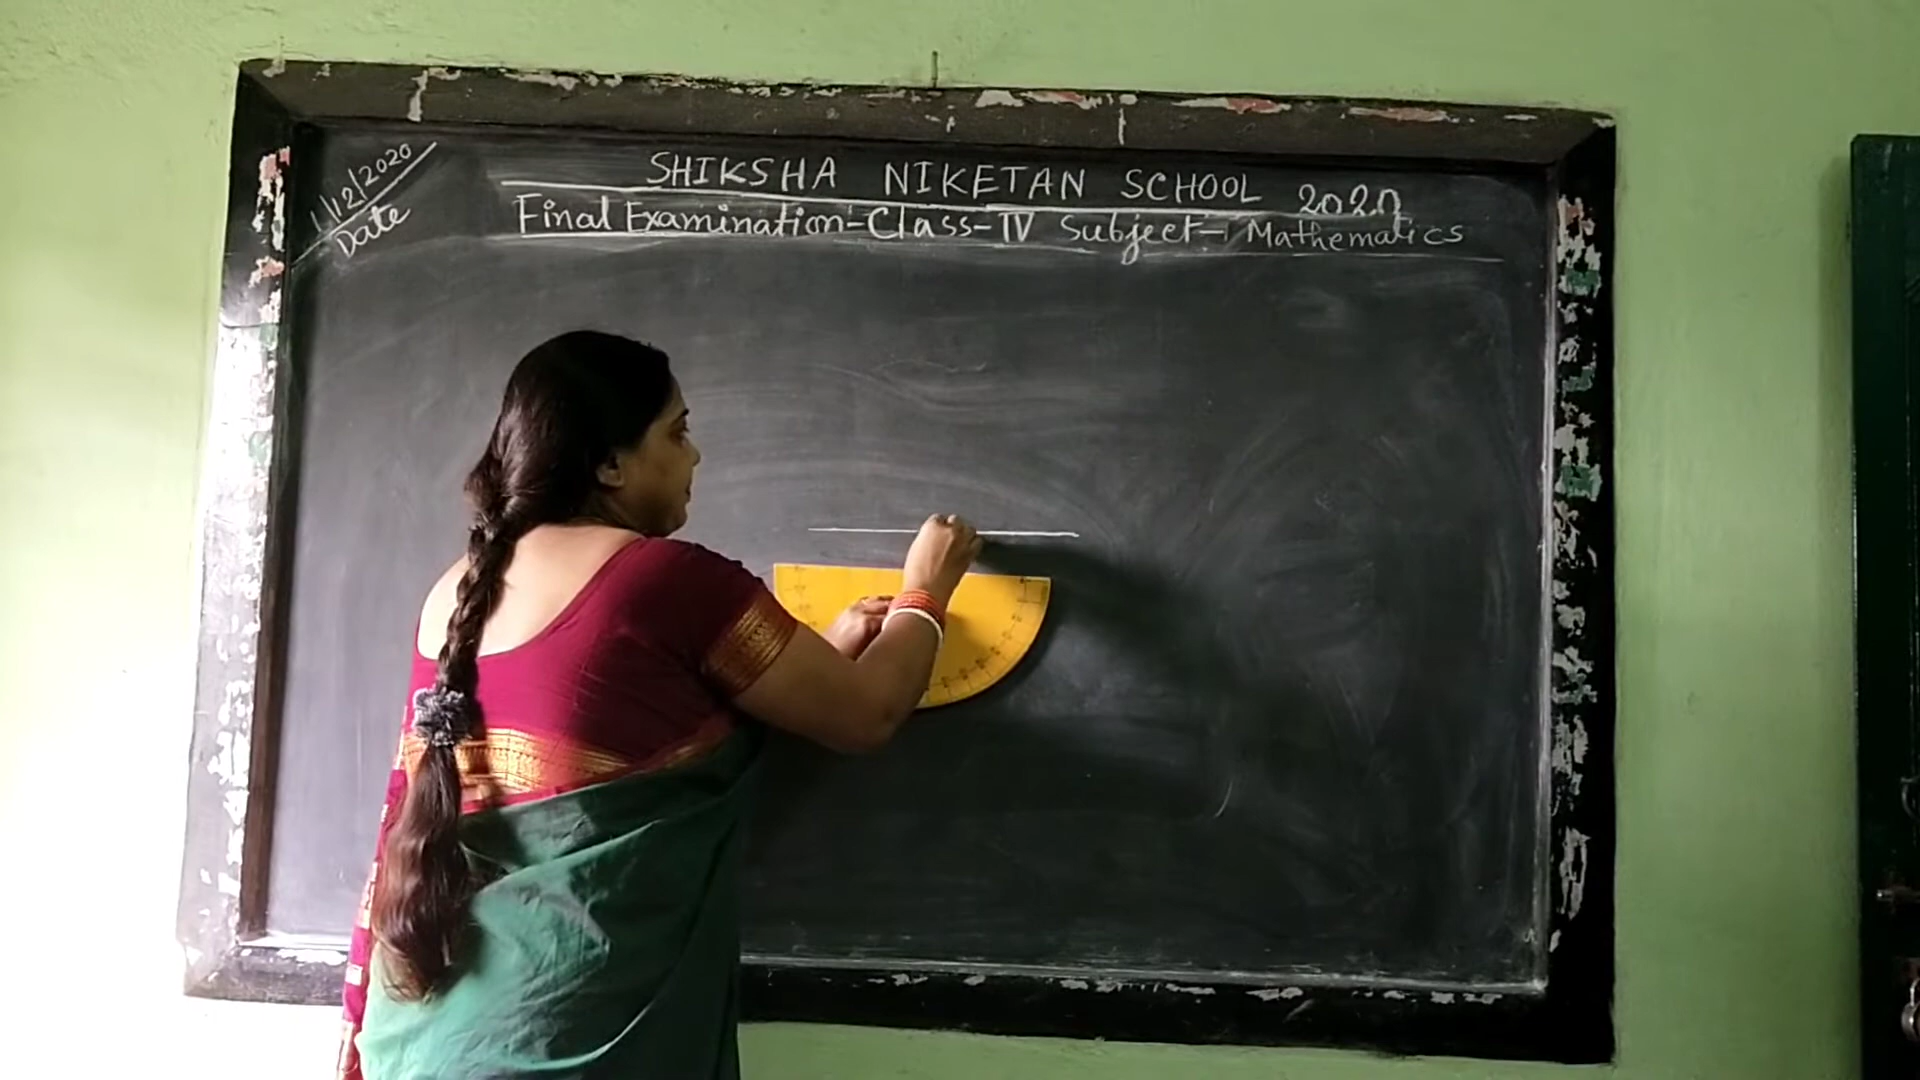 1/12/2020
Date
SHIKSHA NIKETAN SCHOOL 2020
Final Examination-Class-IV Subject- Mathematics